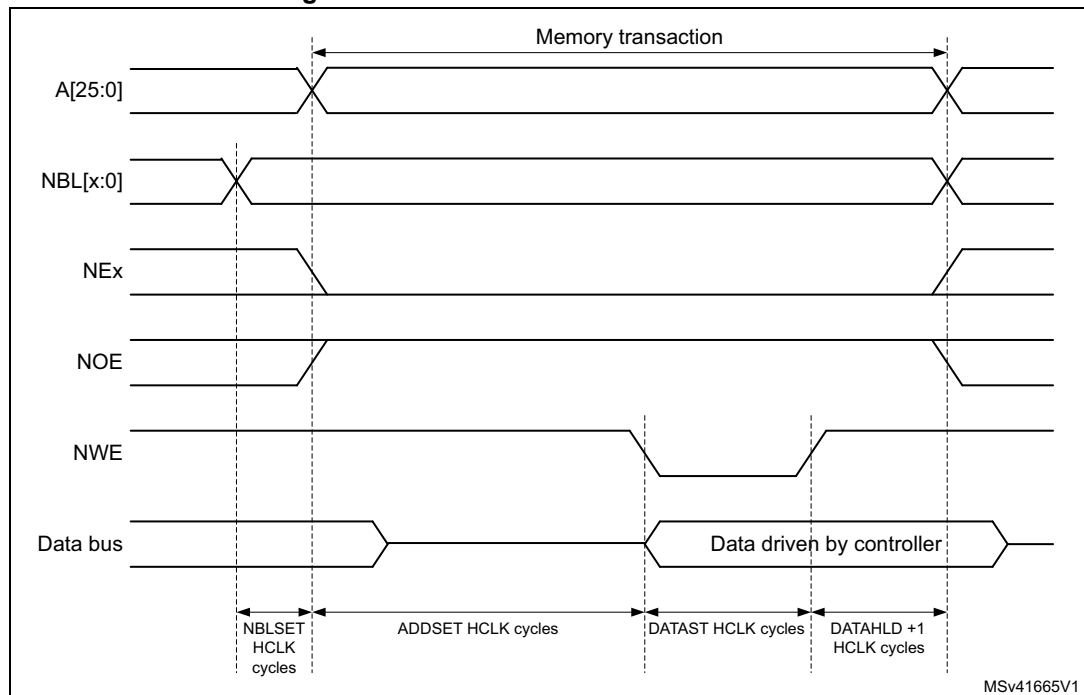 Memory transaction
A[25:0]
NBL[x:0]
NEx
NOE
NWE
Data bus
Data driven by controller
NBLSET
HCLK
cycles
ADDSET HCLK cycles
DATAST HCLK cycles
DATAHLD +1
HCLK cycles
MSv41665V1